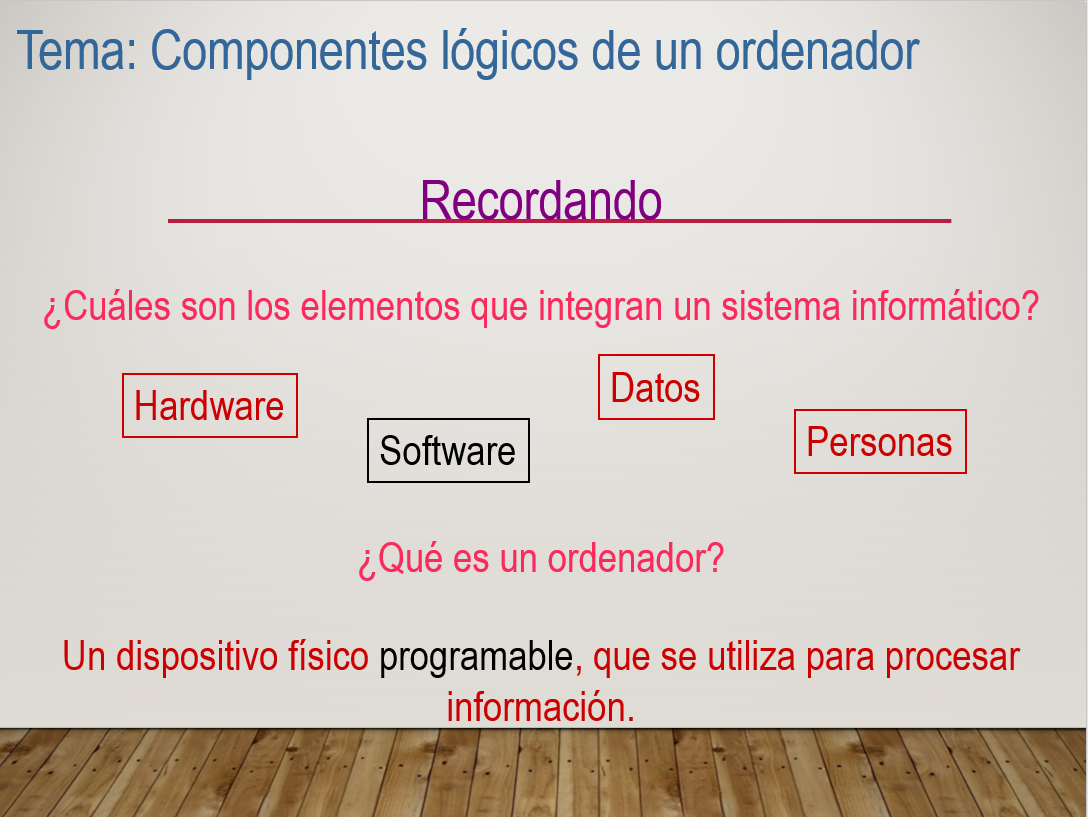 Tema: Componentes lógicos de un ordenador
Recordando
¿Cuáles son los elementos que integran un sistema informático?
Hardware
Software
Datos
Personas
¿Qué es un ordenador?
Un dispositivo físico programable, que se utiliza para procesar
información.